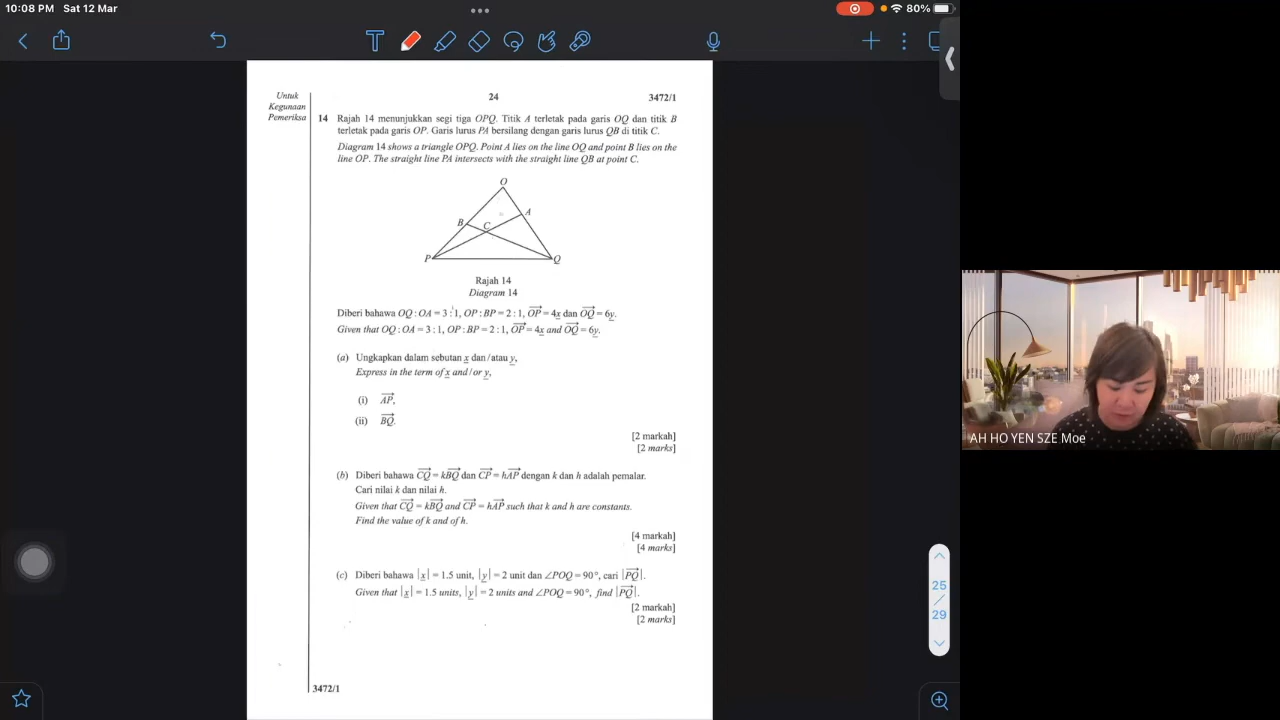 10:08 PM Sat 12 Mar
80%
Untuk
Kegunaan
Pemeriksa
24
3472/1
14 Rajah 14 menunjukkan segi tiga OPQ. Titik A terletak pada garis OQ dan titik B
terletak pada garis OP. Garis lurus PA bersilang dengan garis lurus QB di titik C.
Diagram 14 shows a triangle OPQ. Point A lies on the line OQ and point B lies on the
line OP. The straight line PA intersects with the straight line QB at point C.
O
A
B
C
P
Q
Rajah 14
Diagram 14
Diberi bahawa OQ : OA = 3 : 1, OP : BP = 2 : 1, OP = 4x dan OQ = 6y.
Given that OQ : OA = 3 : 1, OP : BP = 2 : 1, OP = 4x and OQ = 6y.
(a) Ungkapkan dalam sebutan x dan/atau y,
Express in the term of x and/or y,
(i) AP,
(ii) BQ.
[2 markah]
[2 marks]
(b) Diberi bahawa CQ = kBQ dan CP = hAP dengan k dan h adalah pemalar.
Cari nilai k dan nilai h.
Given that CQ = kBQ and CP = hAP such that k and h are constants.
Find the value of k and of h.
[4 markah]
[4 marks]
(c) Diberi bahawa |x| = 1.5 unit, |y| = 2 unit dan ∠POQ = 90°, cari |PQ|.
Given that |x| = 1.5 units, |y| = 2 units and ∠POQ = 90°, find |PQ|.
[2 markah]
[2 marks]
3472/1
25
/
29
AH HO YEN SZE Moe